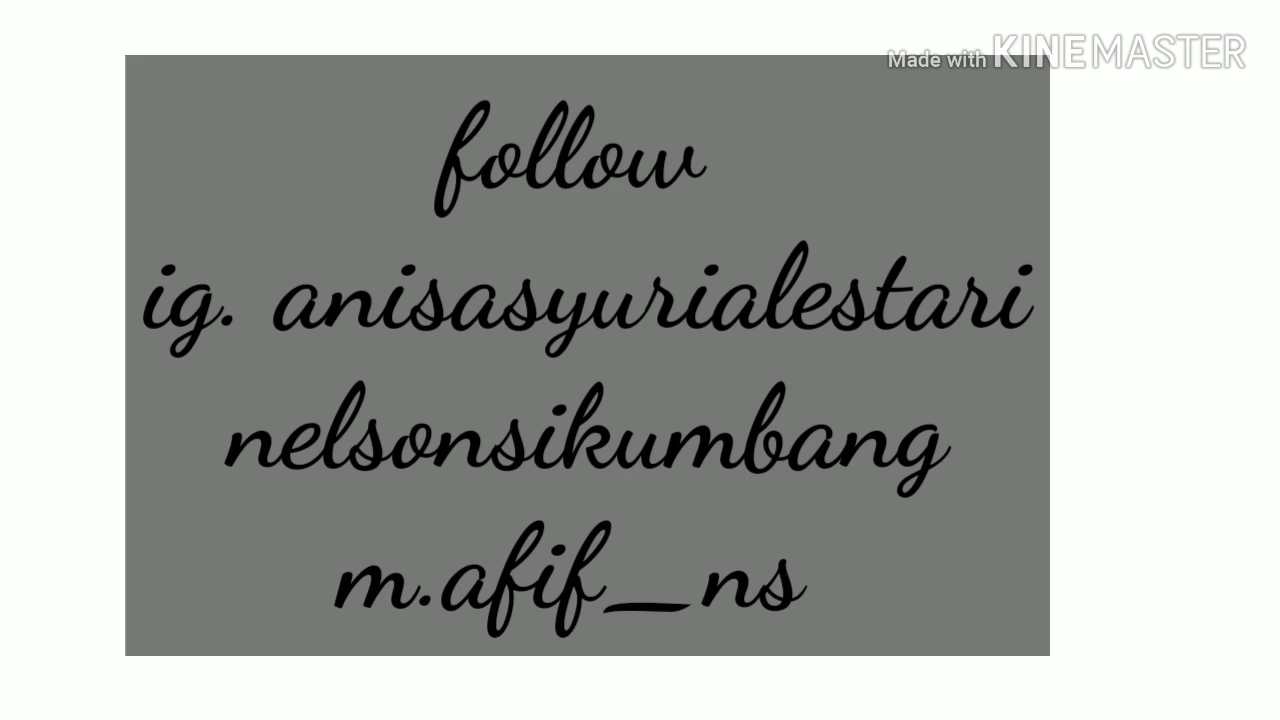 Made with KINEMASTER
follow
ig. anisasyurialestari
nelsonsikumbang
m.afif_ns